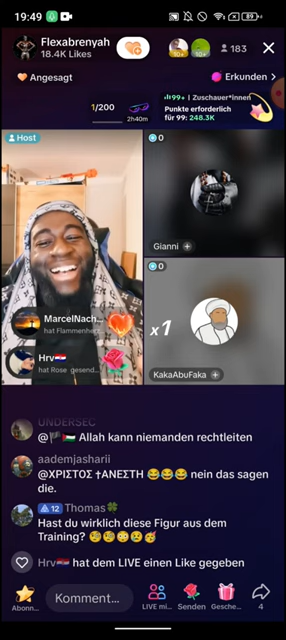 19:49
89
Flexabrenyah
18.4K Likes
10+
10+
183
Angesagt
Erkunden >
1/200
2h40m
99+ | Zuschauer*innen
Punkte erforderlich
für 99: 248.3K
Host
0
Gianni +
0
x1
KakaAbuFaka +
MarcelNach...
hat Flammenherz...
Hrv🇭🇷
hat Rose gesend...
UNDERSEC
@🏴🇵🇸 Allah kann niemanden rechtleiten
aademjasharii
@ΧΡΙΣΤΟΣ †ΑΝΕΣΤΗ 😂😂😂 nein das sagen
die.
12 Thomas🍀
Hast du wirklich diese Figur aus dem
Training? 🧐🧐😳😢🥳
Hrv🇭🇷 hat dem LIVE einen Like gegeben
Abonn...
Komment...
LIVE mi...
Senden
Gesche...
4